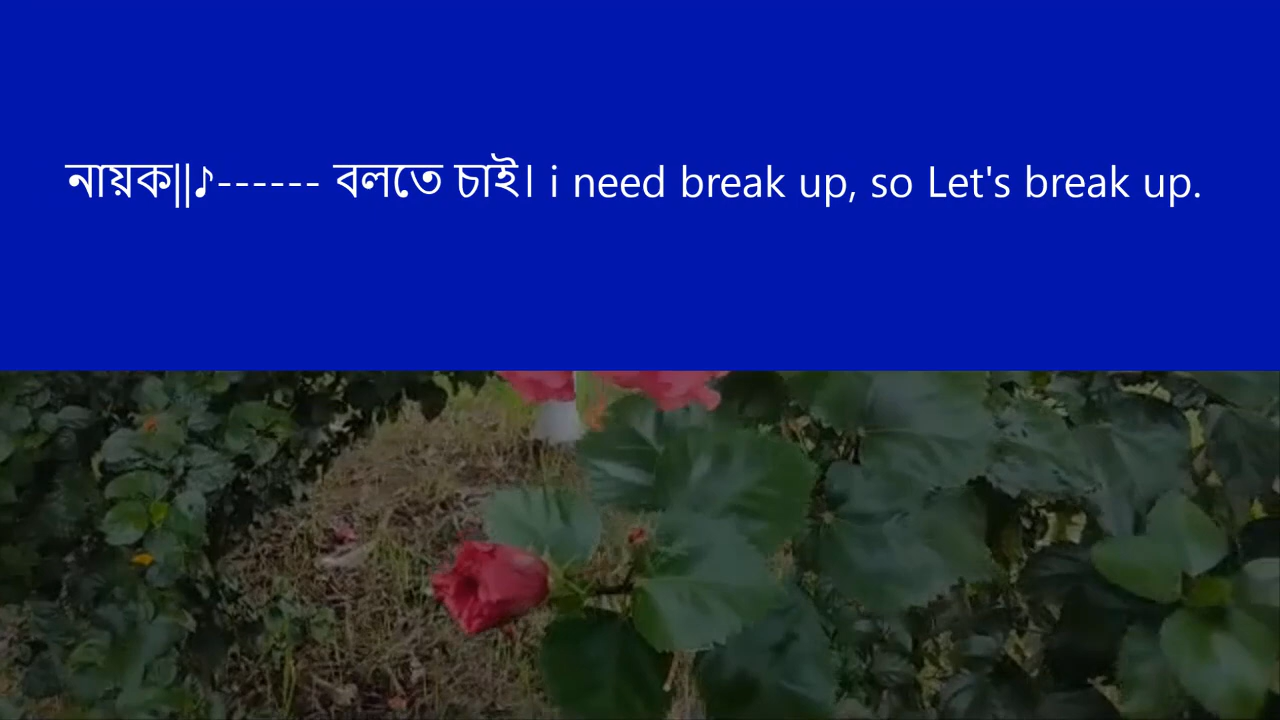 নায়ক||♪------ বলতে চাই। i need break up, so Let's break up.